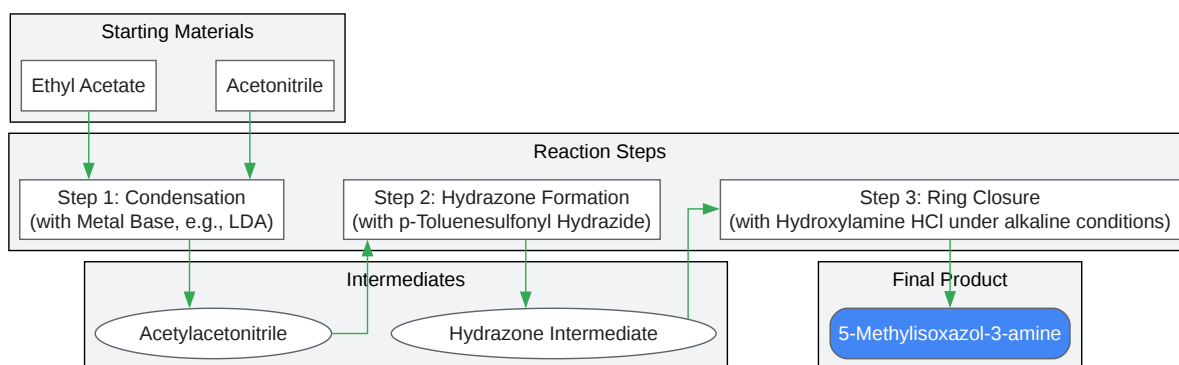 Starting Materials
Ethyl Acetate
Acetonitrile
Reaction Steps
Step 1: Condensation
(with Metal Base, e.g., LDA)
Step 2: Hydrazone Formation
(with p-Toluenesulfonyl Hydrazide)
Step 3: Ring Closure
(with Hydroxylamine HCl under alkaline conditions)
Intermediates
Acetylacetonitrile
Hydrazone Intermediate
Final Product
5-Methylisoxazol-3-amine